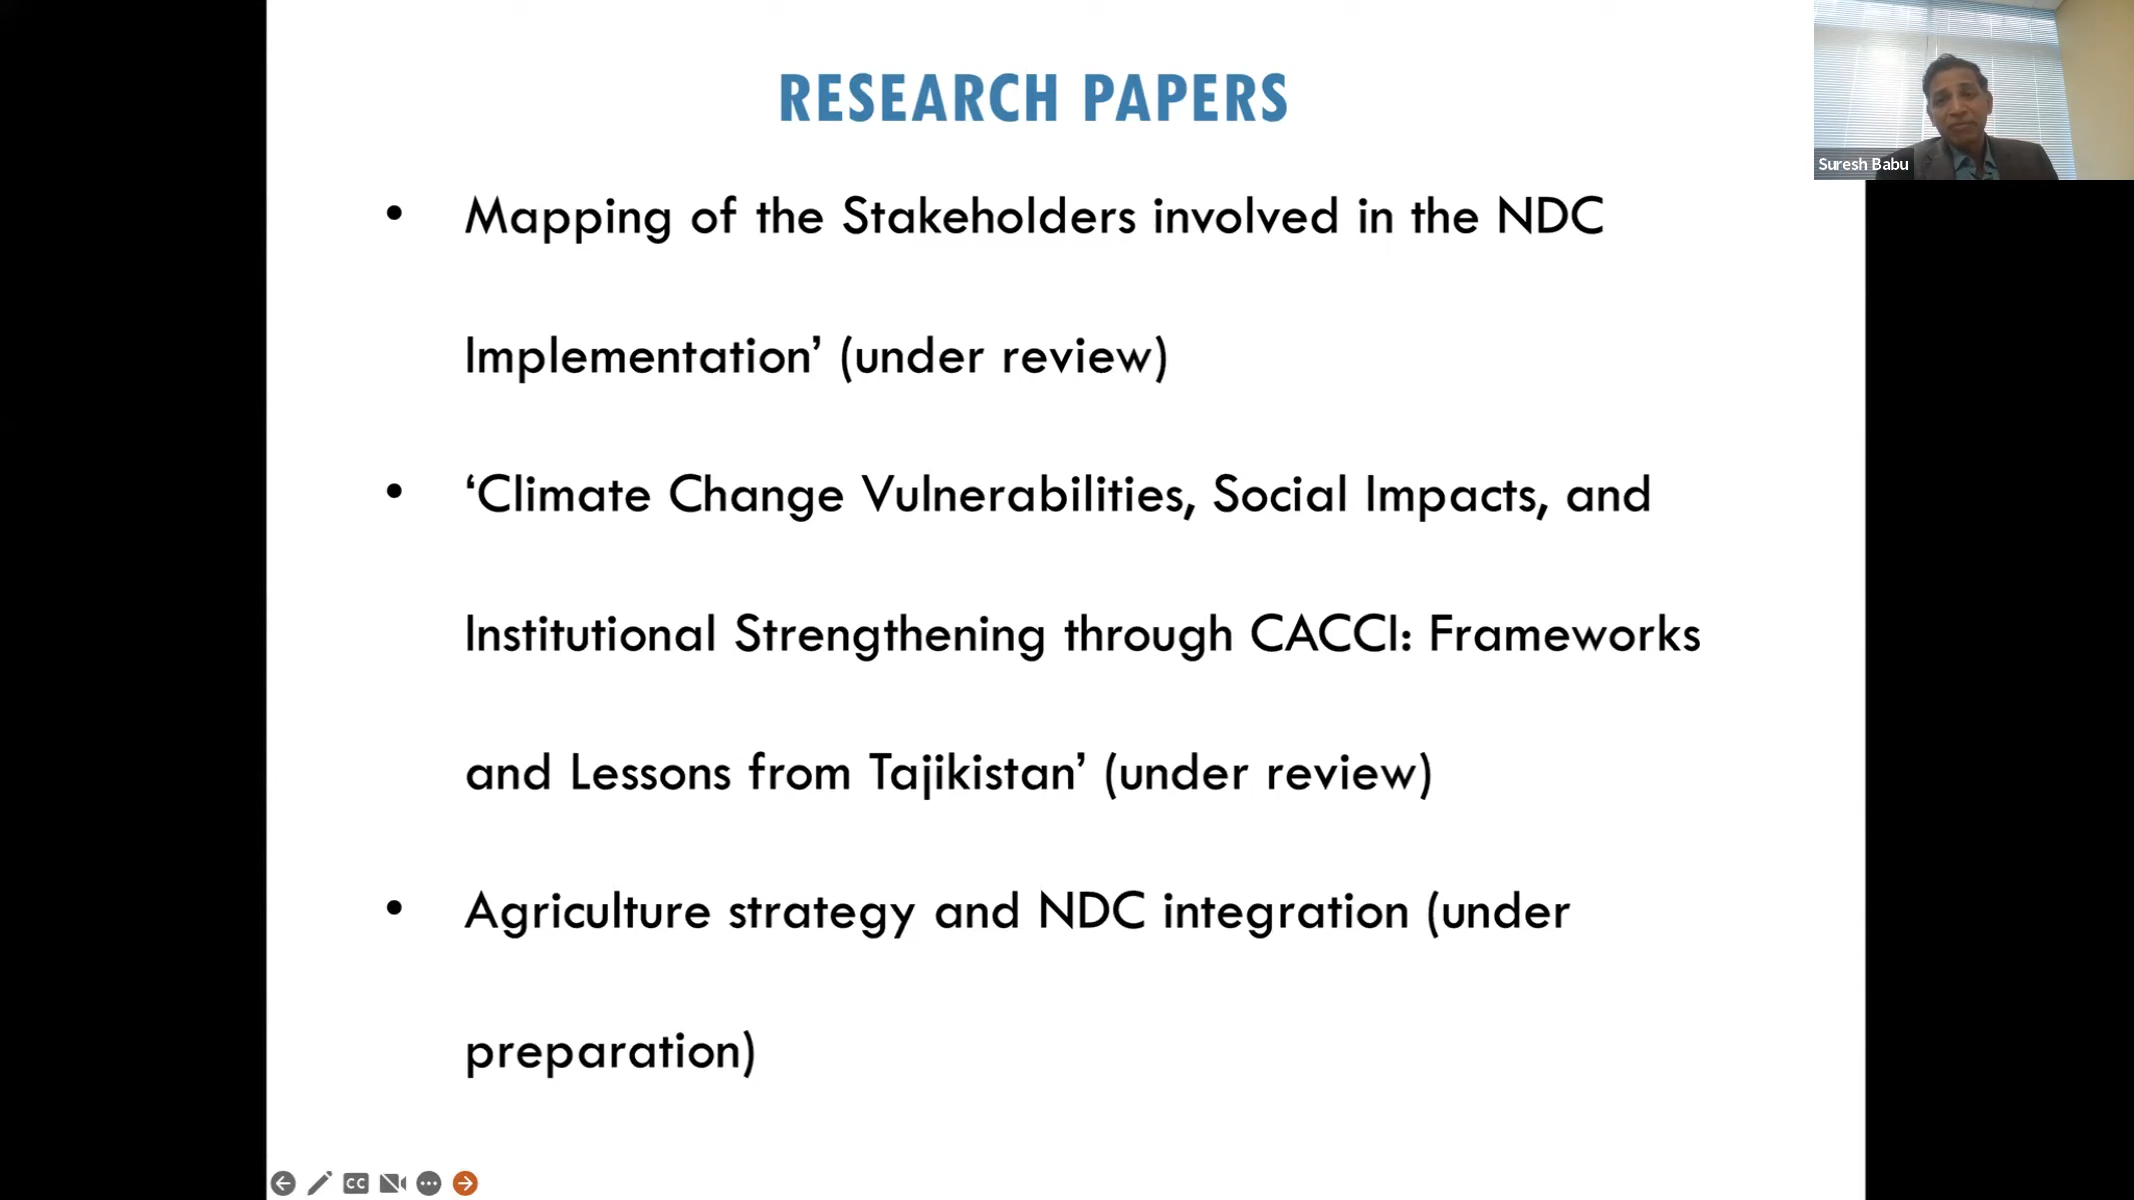 RESEARCH PAPERS
Suresh Babu
• Mapping of the Stakeholders involved in the NDC
Implementation’ (under review)
• ‘Climate Change Vulnerabilities, Social Impacts, and
Institutional Strengthening through CACCI: Frameworks
and Lessons from Tajikistan’ (under review)
• Agriculture strategy and NDC integration (under
preparation)
CC